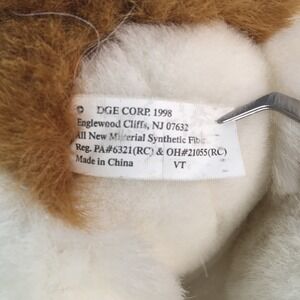 © DGE CORP. 1998
Englewood Cliffs, NJ 07632
All New Material Synthetic Fiber
Reg. PA#6321(RC) & OH#21055(RC)
Made in China VT